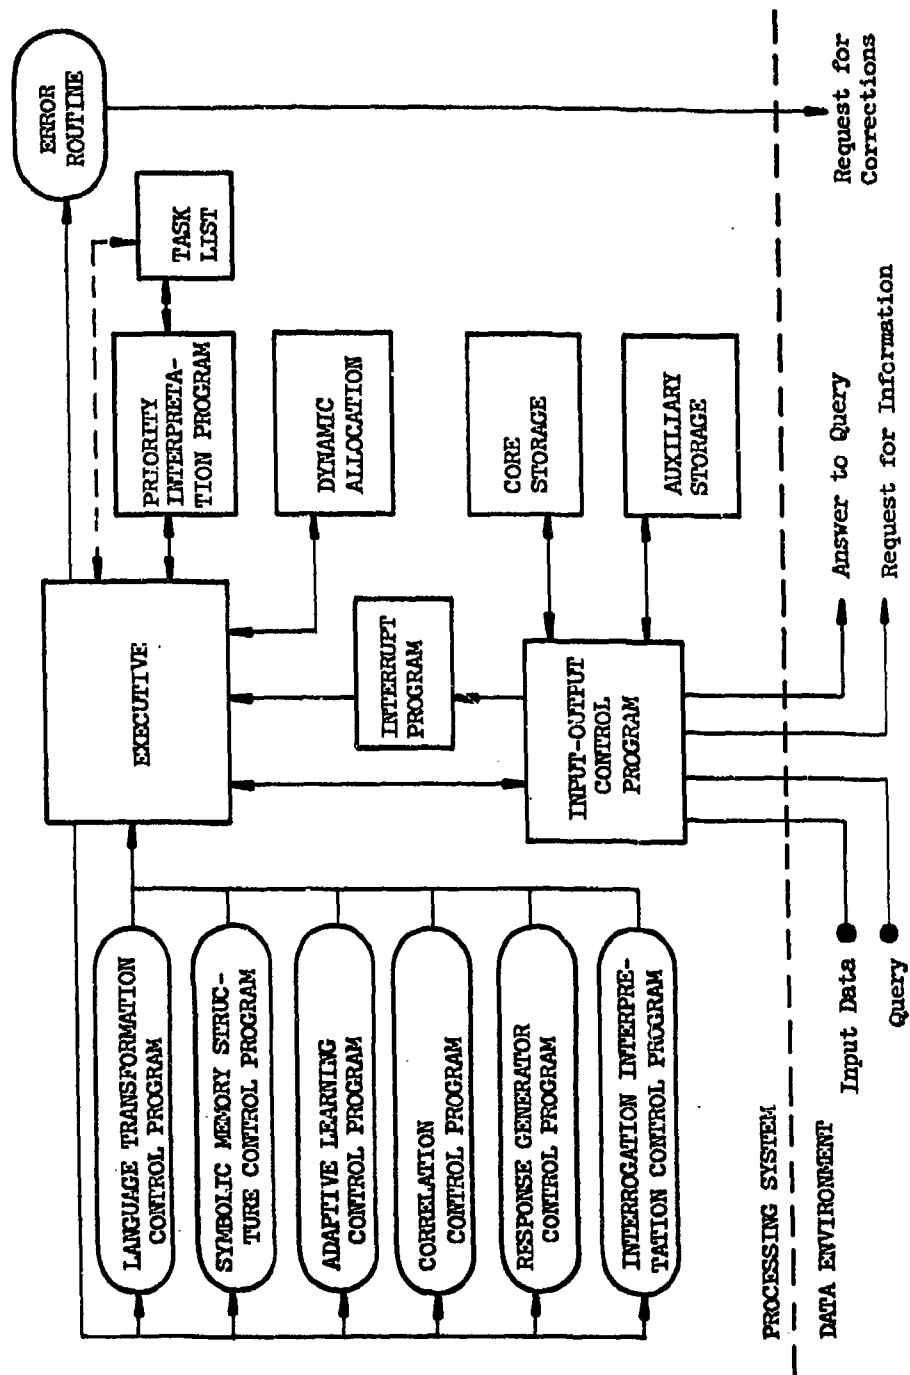 LANGUAGE TRANSFORMATION
CONTROL PROGRAM
SYMBOLIC MEMORY STRUC-
TURE CONTROL PROGRAM
ADAPTIVE LEARNING
CONTROL PROGRAM
CORRELATION
CONTROL PROGRAM
RESPONSE GENERATOR
CONTROL PROGRAM
INTERROGATION INTERPRE-
TATION CONTROL PROGRAM
EXECUTIVE
INTERRUPT
PROGRAM
INPUT-OUTPUT
CONTROL
PROGRAM
PRIORITY
INTERPRETA-
TION PROGRAM
TASK
LIST
DYNAMIC
ALLOCATION
CORE
STORAGE
AUXILIARY
STORAGE
ERROR
ROUTINE
PROCESSING SYSTEM
DATA ENVIRONMENT
Input Data
Query
Answer to Query
Request for Information
Request for
Corrections